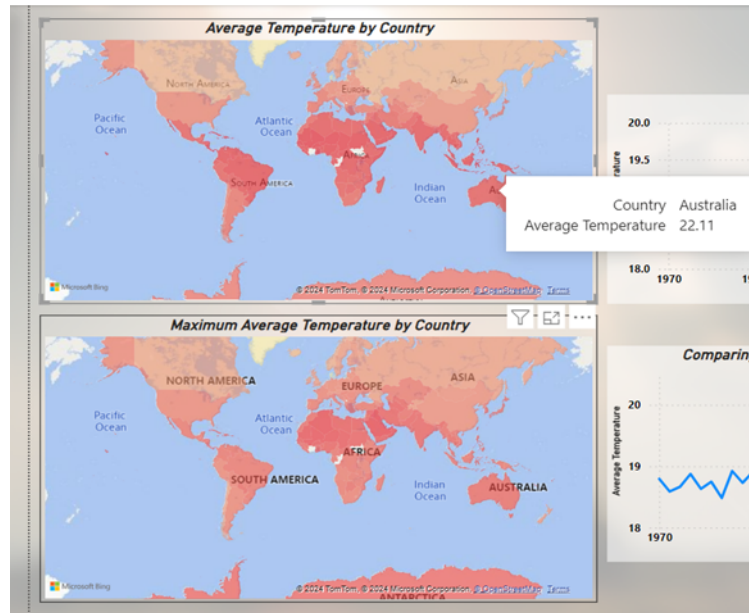 Average Temperature by Country
NORTH AMERICA
EUROPE
ASIA
Pacific
Ocean
Atlantic
Ocean
AFRICA
SOUTH AMERICA
Indian
Ocean
Microsoft Bing
© 2024 TomTom, © 2024 Microsoft Corporation, © OpenStreetMap Terms
Country Australia
Average Temperature 22.11
20.0
19.5
18.0
1970
Maximum Average Temperature by Country
NORTH AMERICA
EUROPE
ASIA
Pacific
Ocean
Atlantic
Ocean
AFRICA
SOUTH AMERICA
Indian
Ocean
AUSTRALIA
Microsoft Bing
© 2024 TomTom, © 2024 Microsoft Corporation, © OpenStreetMap Terms
ANTARCTICA
Comparing
Average Temperature
20
19
18
1970